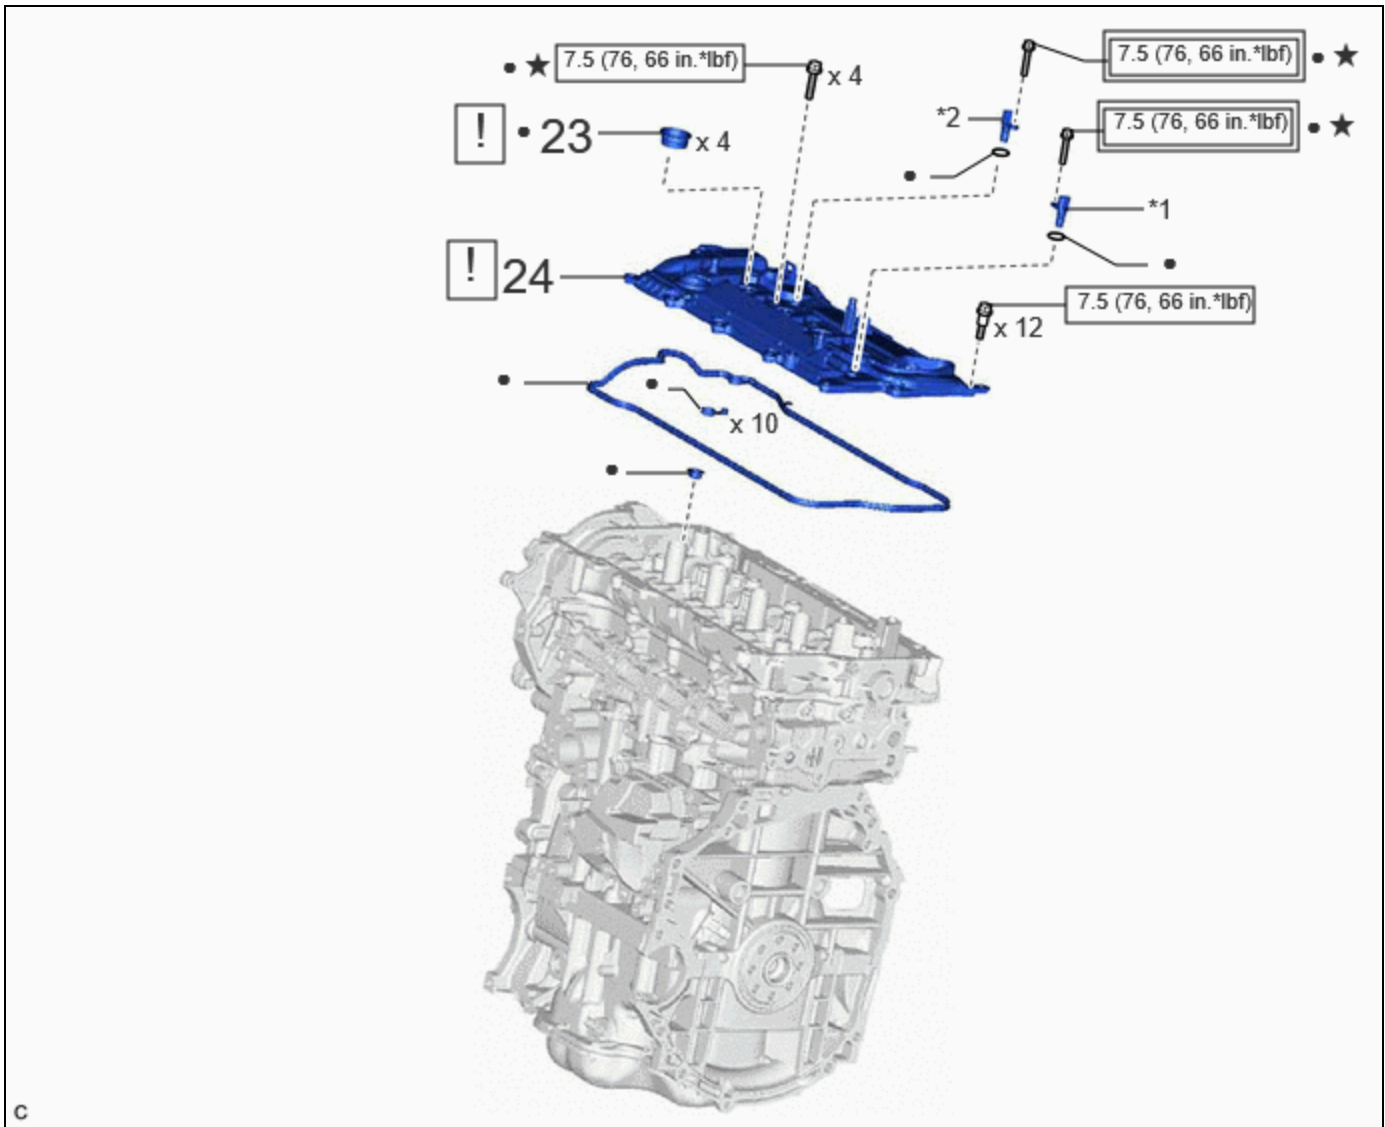 ● ★ 7.5 (76, 66 in.*lbf)
x 4
7.5 (76, 66 in.*lbf) ● ★
! ● 23
x 4
*2
7.5 (76, 66 in.*lbf) ● ★
●
*1
●
! 24
7.5 (76, 66 in.*lbf)
x 12
●
●
x 10
●
C